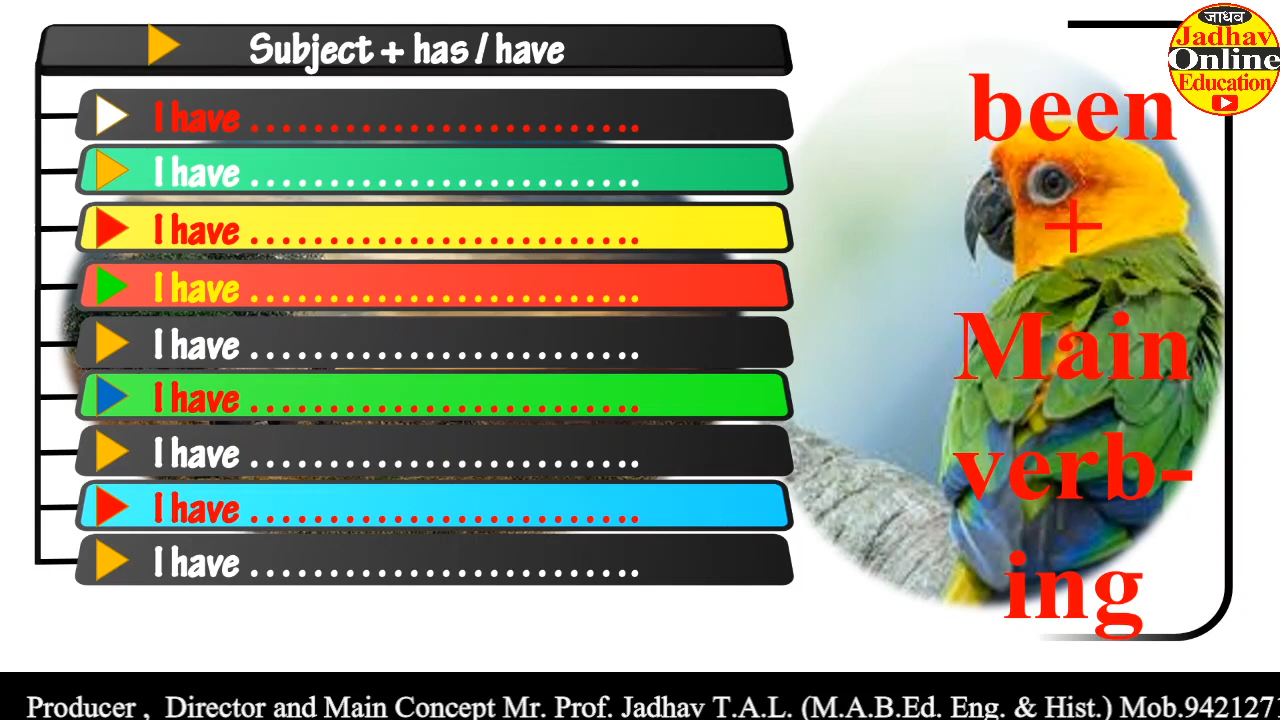 Subject + has / have
I have . . . . . . . . . . . . . . . . . . . . . . . ..
I have . . . . . . . . . . . . . . . . . . . . . . . ..
I have . . . . . . . . . . . . . . . . . . . . . . . ..
I have . . . . . . . . . . . . . . . . . . . . . . . ..
I have . . . . . . . . . . . . . . . . . . . . . . . ..
I have . . . . . . . . . . . . . . . . . . . . . . . ..
I have . . . . . . . . . . . . . . . . . . . . . . . ..
I have . . . . . . . . . . . . . . . . . . . . . . . ..
I have . . . . . . . . . . . . . . . . . . . . . . . ..
been
+
Main
verb-
ing
जाधव
Jadhav
Online
Education
Producer , Director and Main Concept Mr. Prof. Jadhav T.A.L. (M.A.B.Ed. Eng. & Hist.) Mob.942127